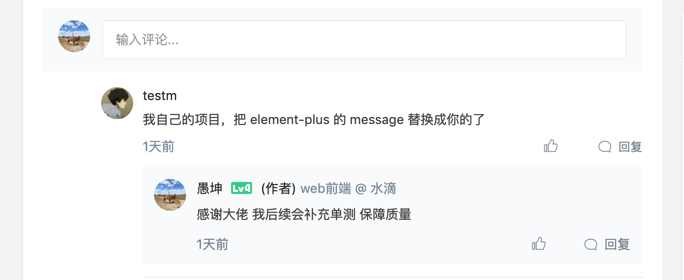 输入评论...
testm
我自己的项目，把 element-plus 的 message 替换成你的了
1天前 回复
愚坤 Lv4 (作者) web前端 @ 水滴
感谢大佬 我后续会补充单测 保障质量
1天前 回复